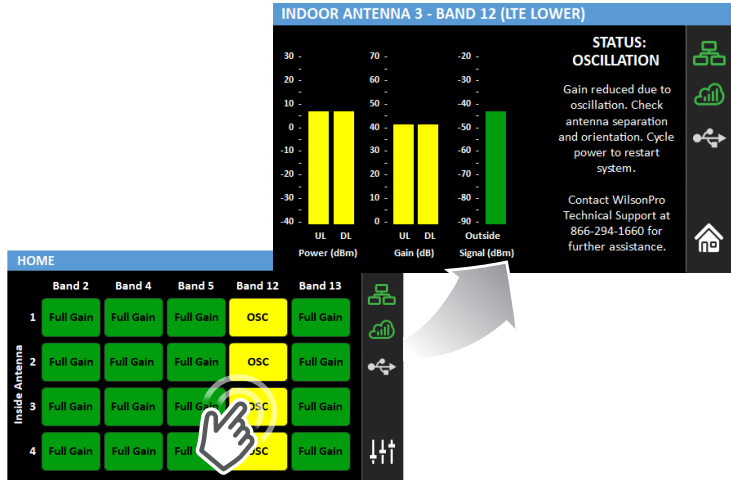 INDOOR ANTENNA 3 - BAND 12 (LTE LOWER)
30 -
20 -
10 -
0 -
-10 -
-20 -
-30 -
-40 -
UL DL
Power (dBm)
70 -
60 -
50 -
40 -
30 -
20 -
10 -
0 -
UL DL
Gain (dB)
-20 -
-30 -
-40 -
-50 -
-60 -
-70 -
-80 -
-90 -
Outside
Signal (dBm)
STATUS:
OSCILLATION
Gain reduced due to
oscillation. Check
antenna separation
and orientation. Cycle
power to restart
system.
Contact WilsonPro
Technical Support at
866-294-1660 for
further assistance.
HOME
Band 2 Band 4 Band 5 Band 12 Band 13
Inside Antenna
1 Full Gain Full Gain Full Gain OSC Full Gain
2 Full Gain Full Gain Full Gain OSC Full Gain
3 Full Gain Full Gain Full Gain OSC Full Gain
4 Full Gain Full Gain Full OSC Full Gain